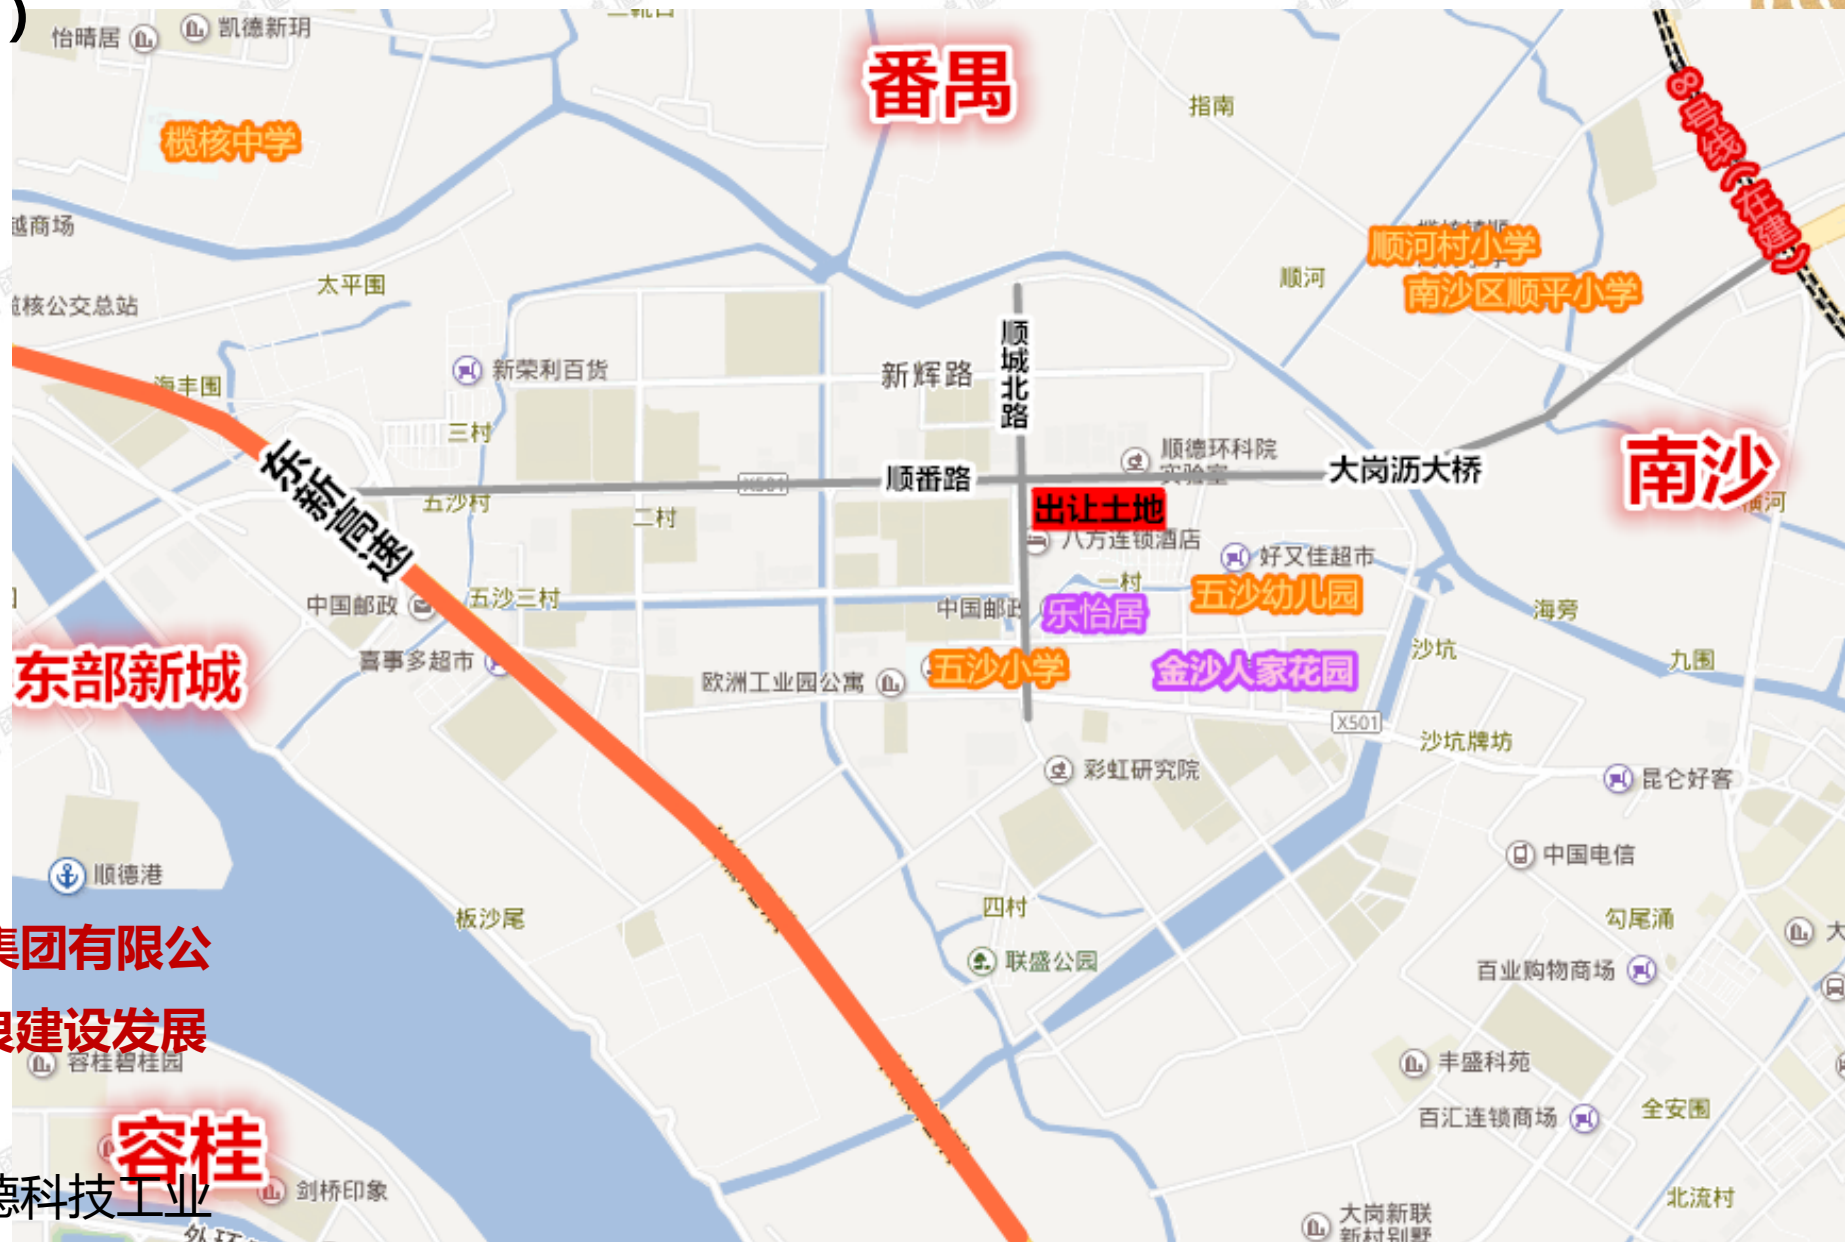 )
怡晴居
凯德新玥
番禺
指南
8号线(在建)
榄核中学
越商场
顺河村小学
南沙区顺平小学
太平围
顺河
榄核公交总站
顺城北路
新荣利百货
新辉路
海丰围
三村
顺德环科院
实验室
大岗沥大桥
南沙
东新高速
X501
顺番路
五沙村
二村
出让土地
横河
八方连锁酒店
好又佳超市
一村
五沙幼儿园
中国邮政
五沙三村
中国邮政
乐怡居
海旁
沙坑
九围
东部新城
喜事多超市
欧洲工业园公寓
五沙小学
金沙人家花园
X501
沙坑牌坊
彩虹研究院
昆仑好客
顺德港
中国电信
板沙尾
四村
勾尾涌
大
集团有限公
联盛公园
百业购物商场
建设发展
容桂碧桂园
丰盛科苑
百汇连锁商场
全安围
容桂
德科技工业
剑桥印象
北流村
外环
大岗新联
新村别墅